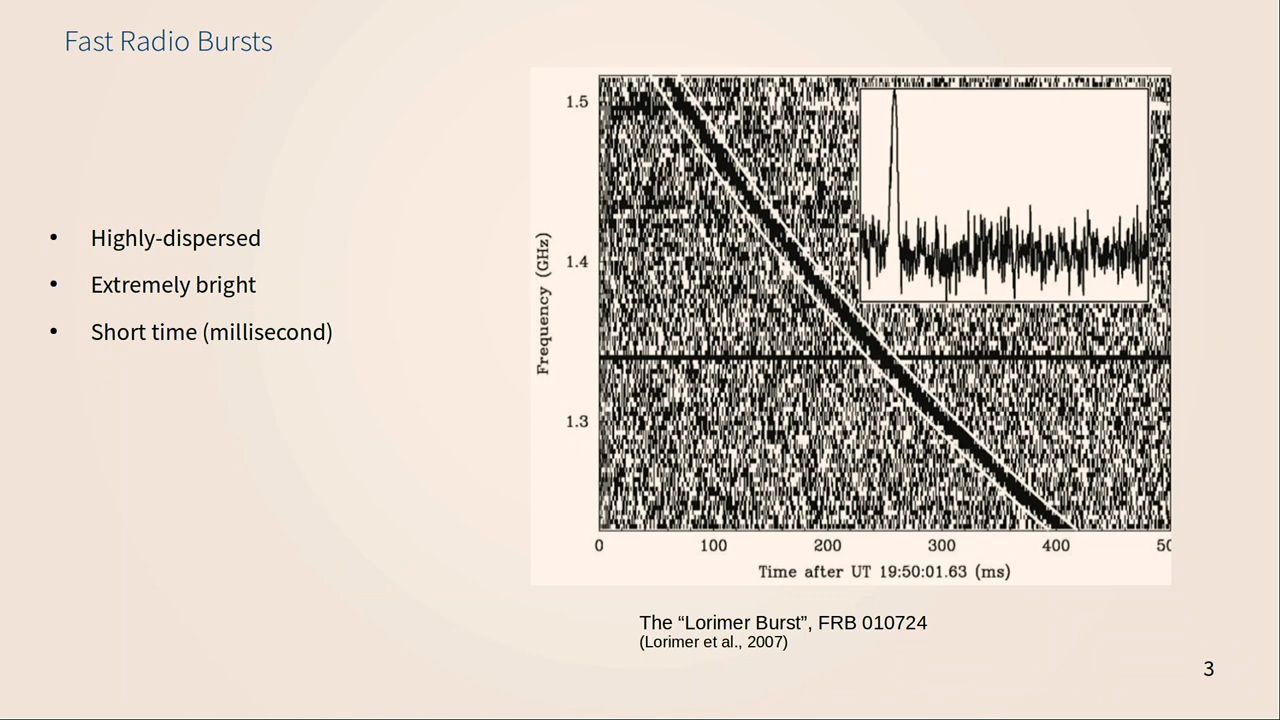 Fast Radio Bursts
• Highly-dispersed
• Extremely bright
• Short time (millisecond)
1.5
1.4
1.3
Frequency (GHz)
0 100 200 300 400 50
Time after UT 19:50:01.63 (ms)
The “Lorimer Burst”, FRB 010724
(Lorimer et al., 2007)
3